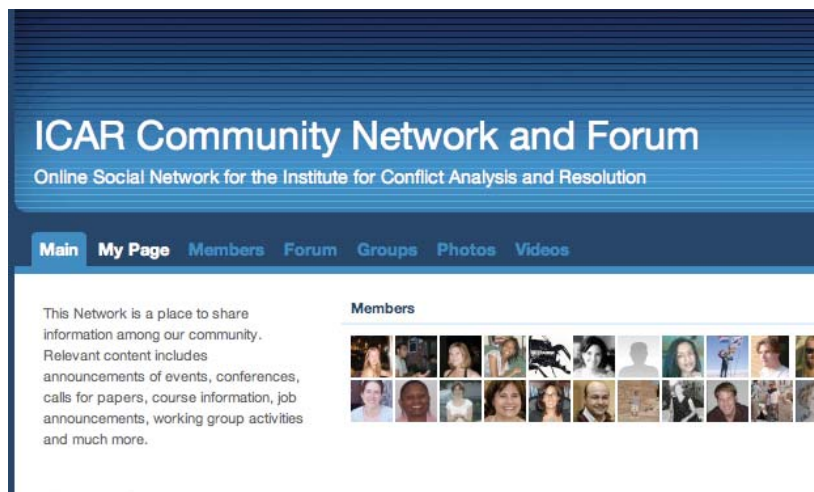 ICAR Community Network and Forum
Online Social Network for the Institute for Conflict Analysis and Resolution
Main My Page Members Forum Groups Photos Videos
This Network is a place to share
information among our community.
Relevant content includes
announcements of events, conferences,
calls for papers, course information, job
announcements, working group activities
and much more.
Members